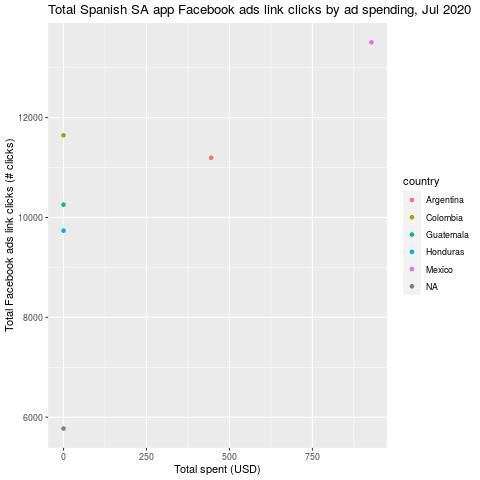 Total Spanish SA app Facebook ads link clicks by ad spending, Jul 2020
Total Facebook ads link clicks (# clicks)
12000
10000
8000
6000
0 250 500 750
Total spent (USD)
country
Argentina
Colombia
Guatemala
Honduras
Mexico
NA